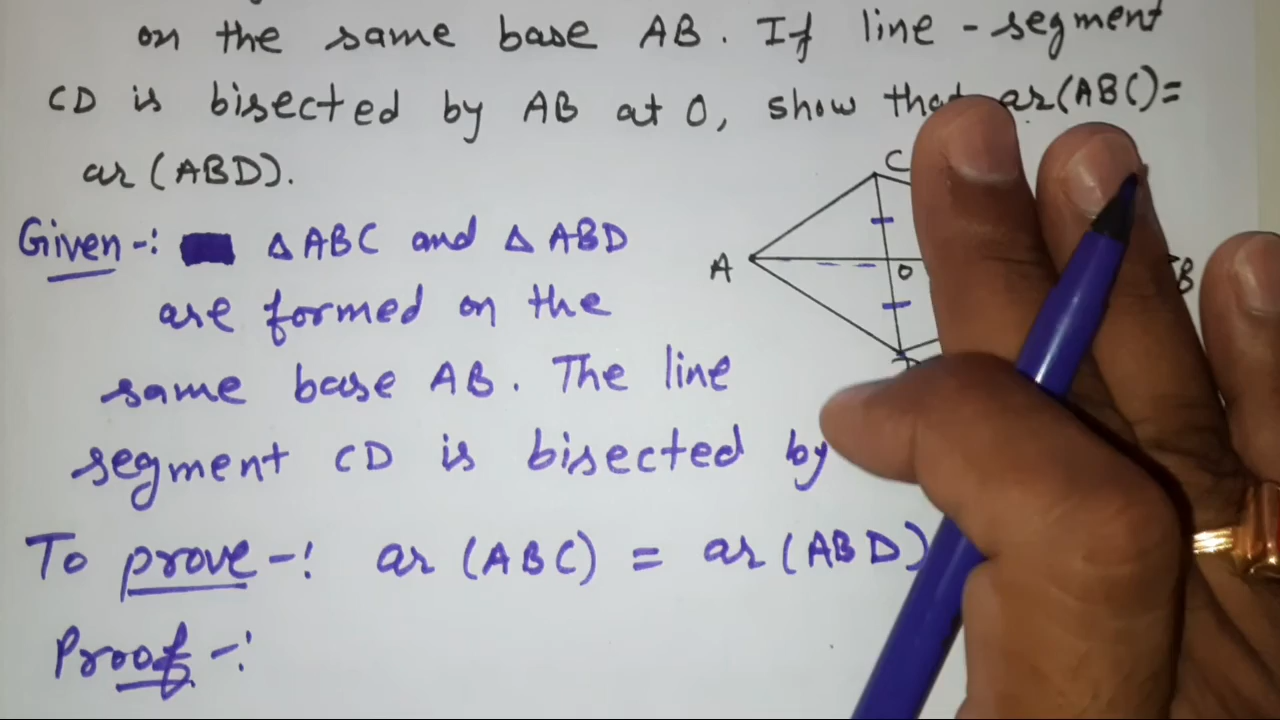 on the same base AB. If line - segment
CD is bisected by AB at O, show that ar(ABC)=
ar (ABD).
Given -: △ ABC and △ ABD
are formed on the
same base AB. The line
segment CD is bisected by
To prove -: ar (ABC) = ar (ABD)
Proof -:
C
A
O
B